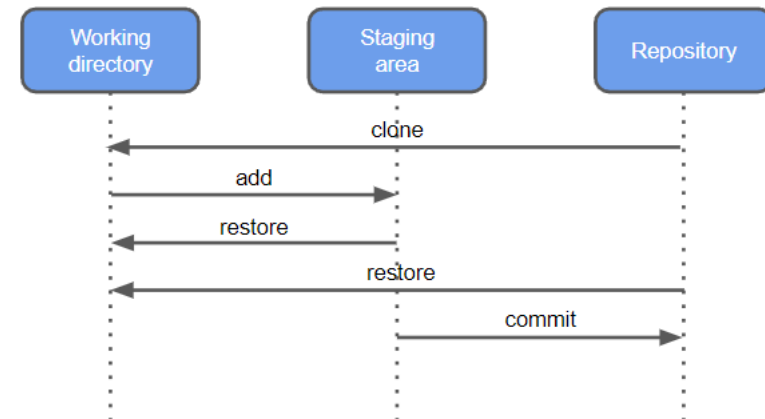 Working
directory
Staging
area
Repository
clone
add
restore
restore
commit